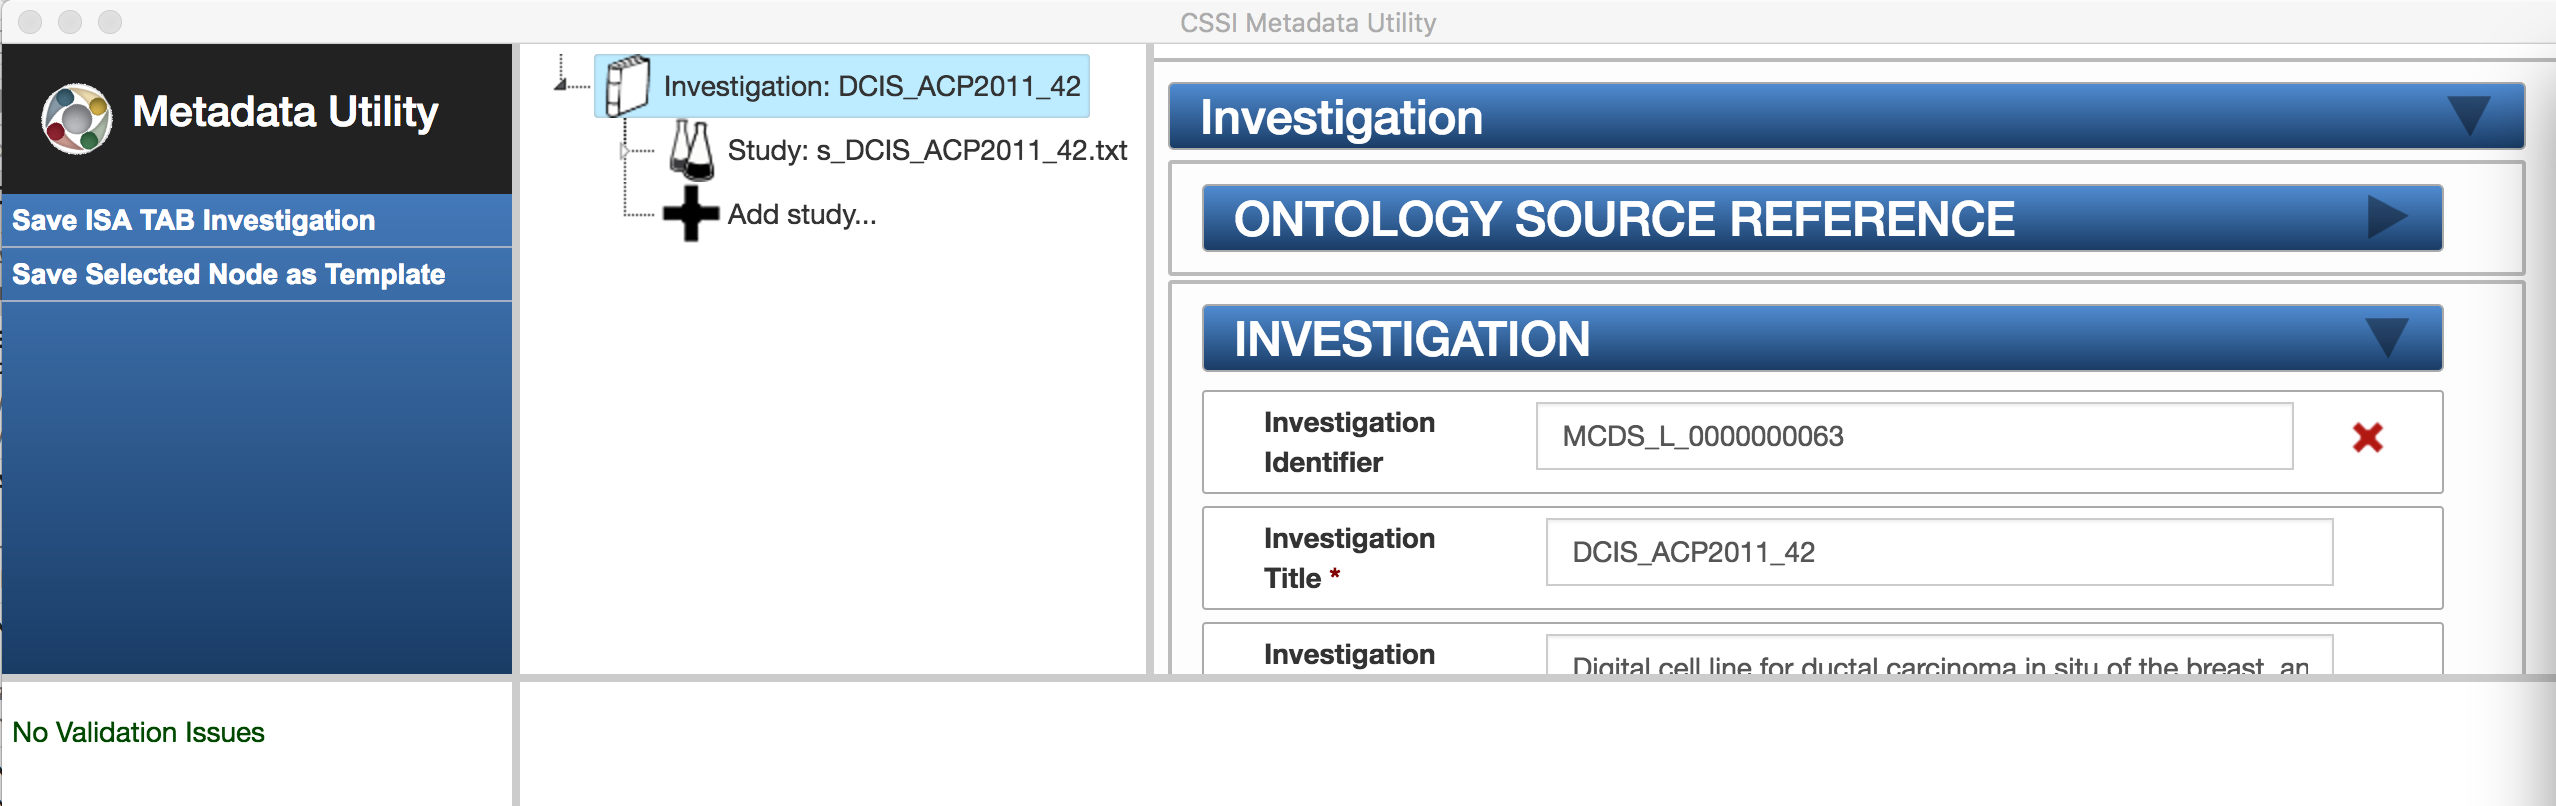 CSSI Metadata Utility
Metadata Utility
Save ISA TAB Investigation
Save Selected Node as Template
Investigation: DCIS_ACP2011_42
Study: s_DCIS_ACP2011_42.txt
Add study...
Investigation
ONTOLOGY SOURCE REFERENCE
INVESTIGATION
Investigation
Identifier
MCDS_L_0000000063
Investigation
Title *
DCIS_ACP2011_42
Investigation
Digital cell line for ductal carcinoma in situ of the breast, an
No Validation Issues